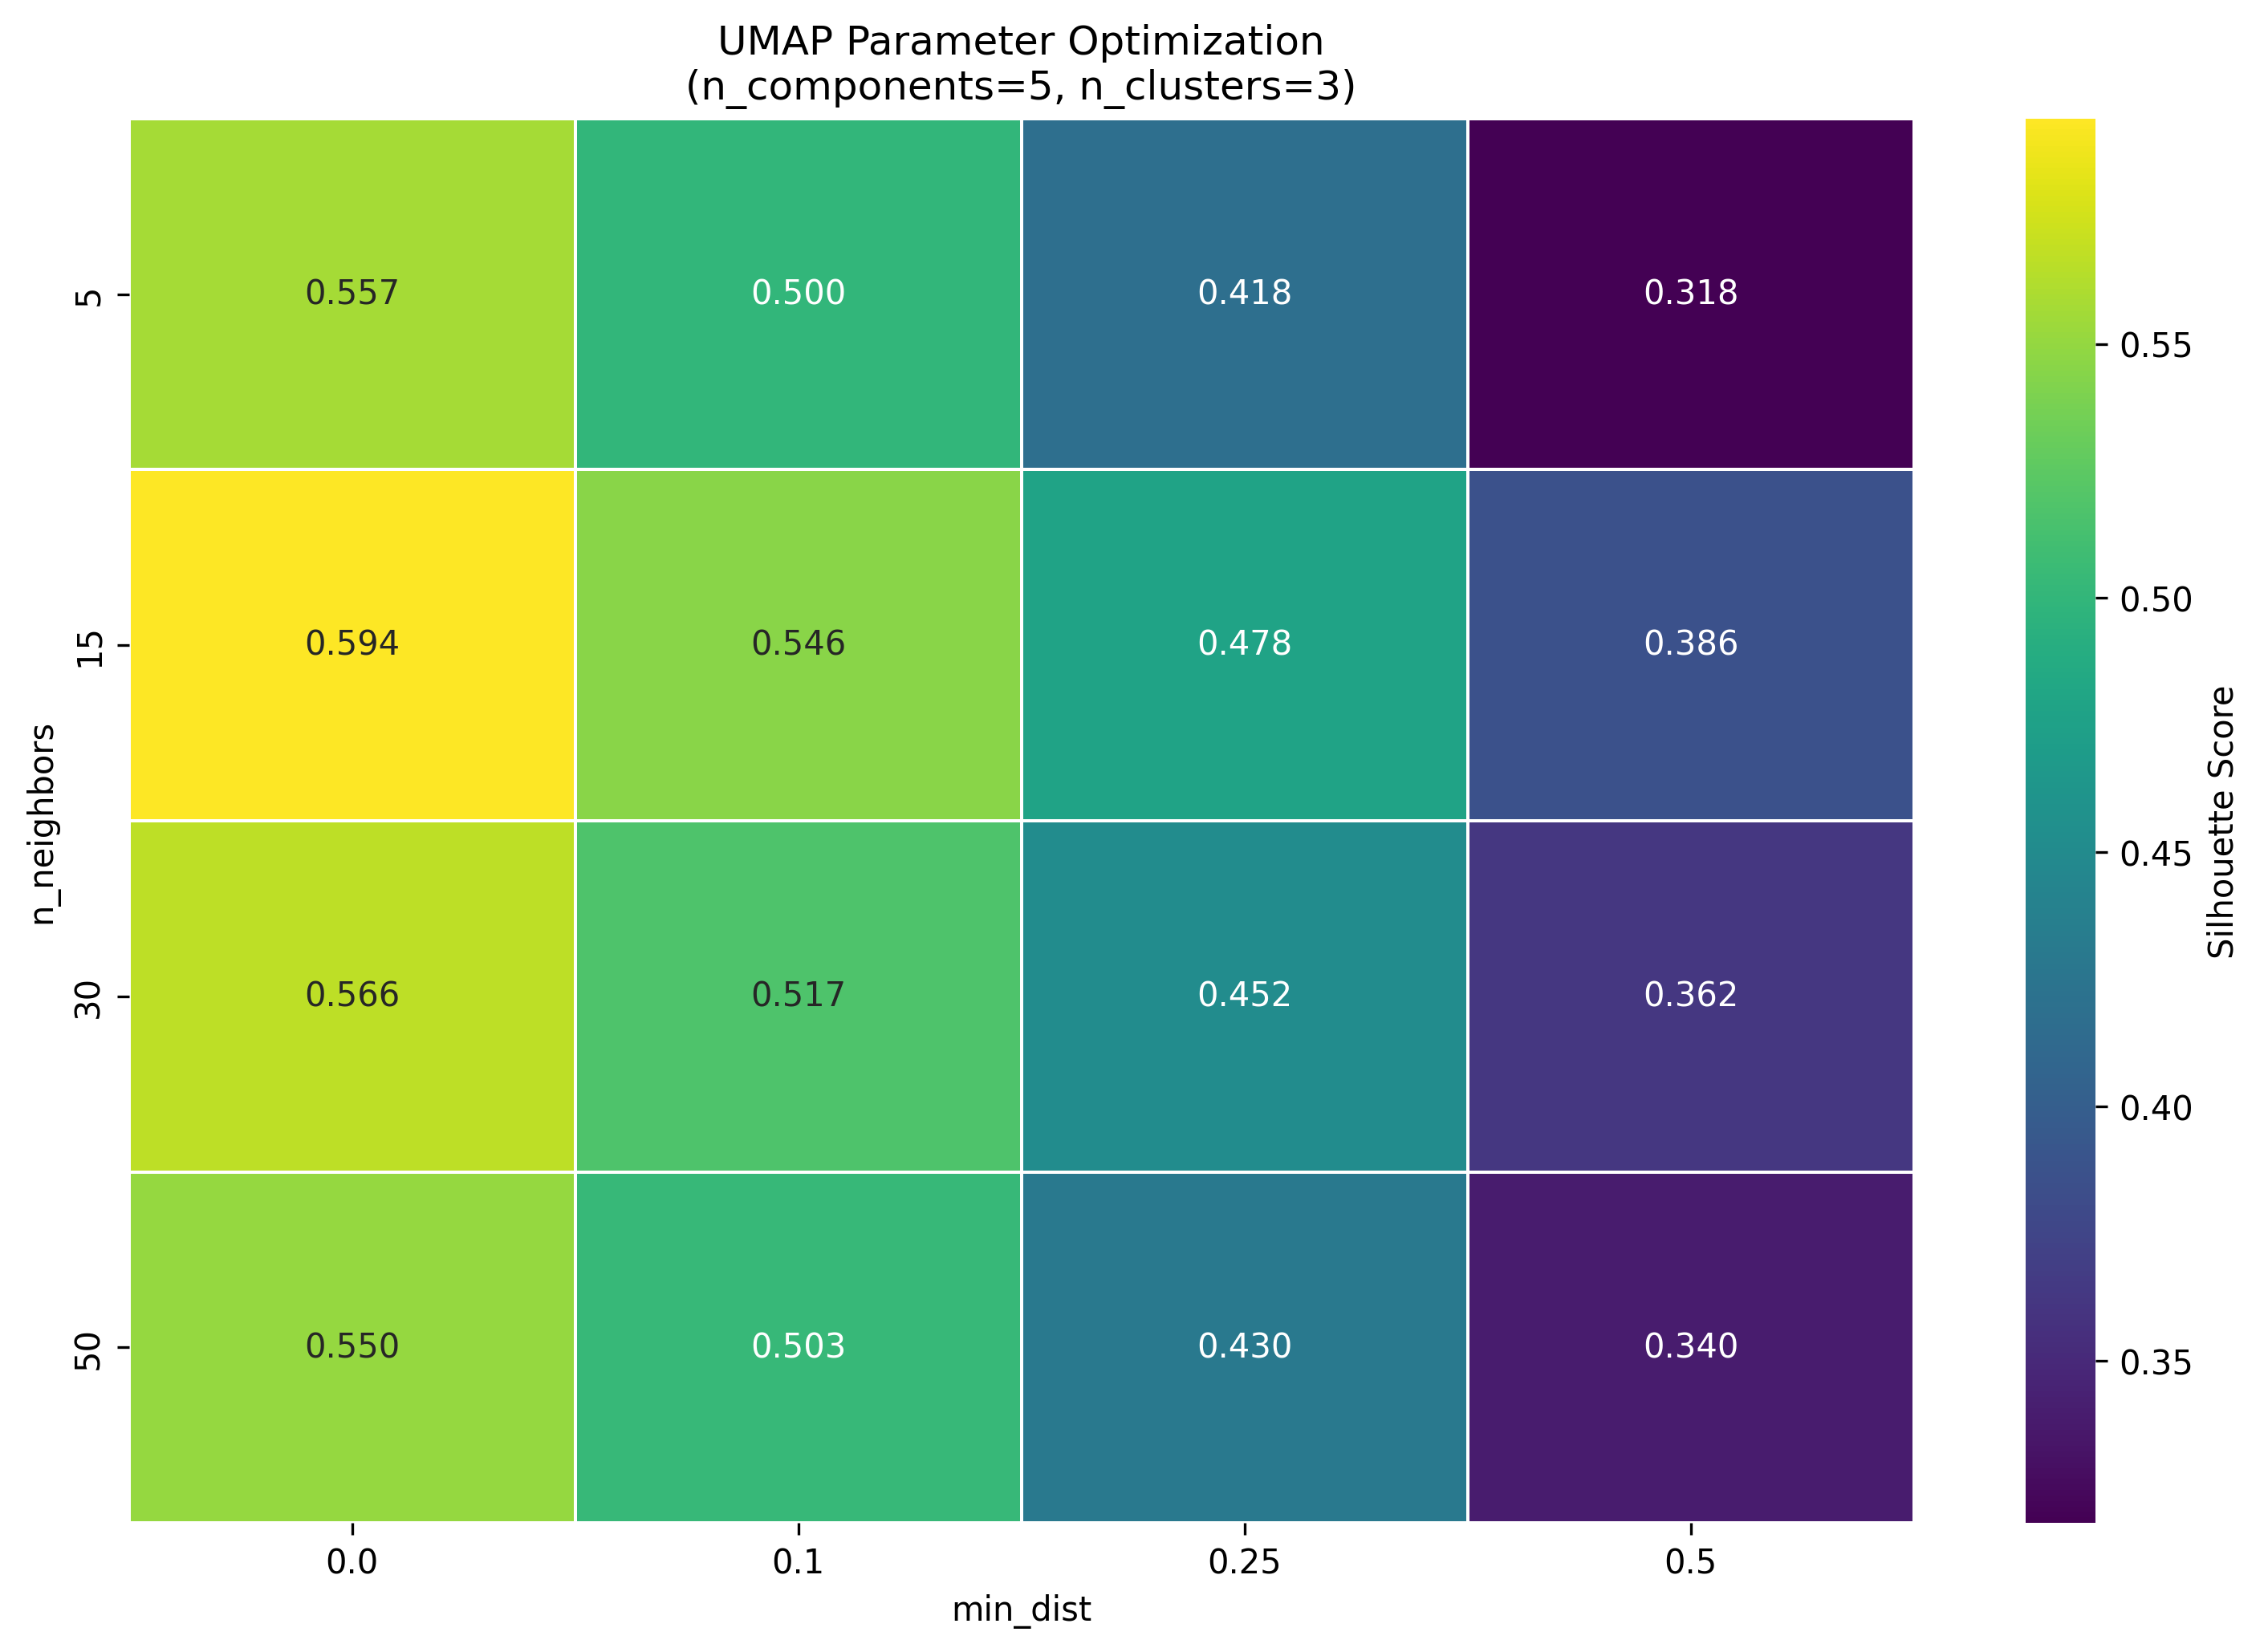 UMAP Parameter Optimization
(n_components=5, n_clusters=3)
n_neighbors
5
0.557 0.500 0.418 0.318
15
0.594 0.546 0.478 0.386
30
0.566 0.517 0.452 0.362
50
0.550 0.503 0.430 0.340
0.0 0.1 0.25 0.5
min_dist
0.55
0.50
0.45
0.40
0.35
Silhouette Score